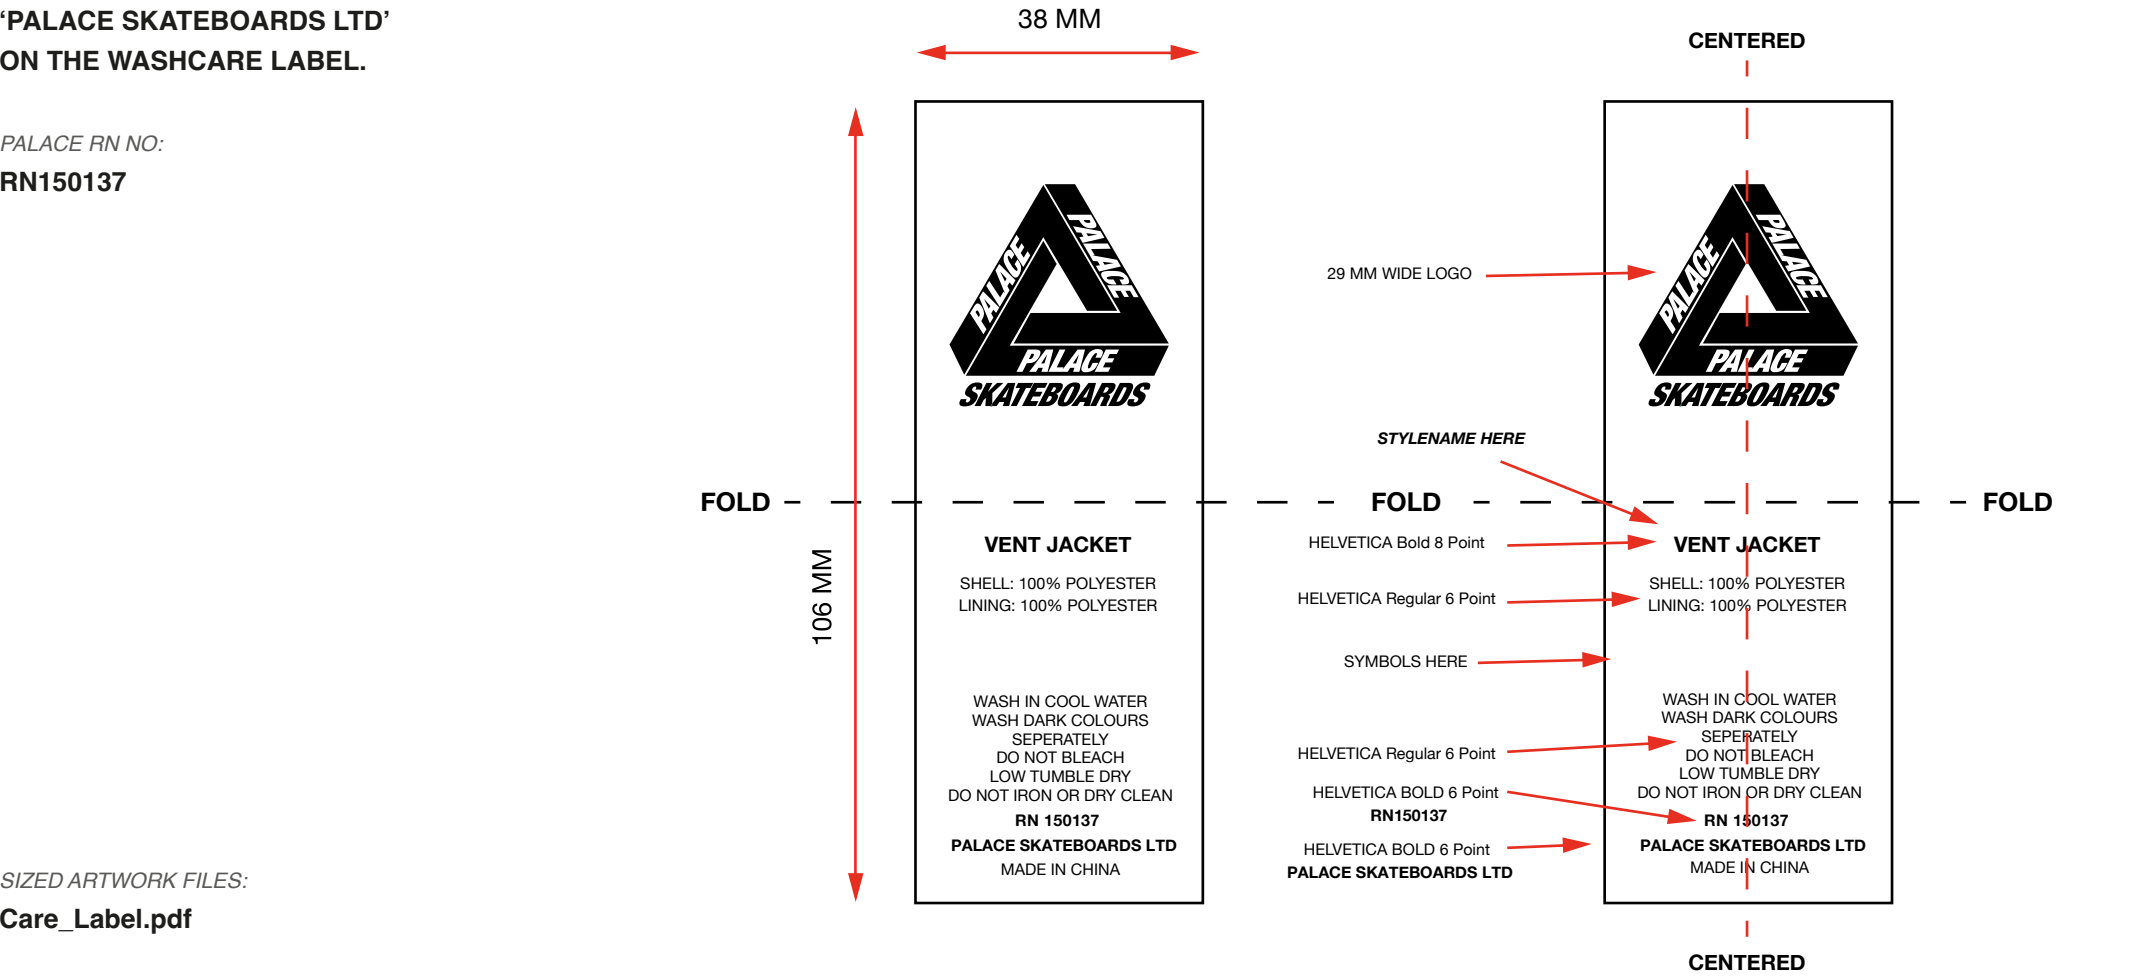 ‘PALACE SKATEBOARDS LTD’
ON THE WASHCARE LABEL.
PALACE RN NO:
RN150137
SIZED ARTWORK FILES:
Care_Label.pdf
38 MM
106 MM
PALACE
PALACE
PALACE
SKATEBOARDS
FOLD
FOLD
FOLD
VENT JACKET
SHELL: 100% POLYESTER
LINING: 100% POLYESTER
WASH IN COOL WATER
WASH DARK COLOURS
SEPERATELY
DO NOT BLEACH
LOW TUMBLE DRY
DO NOT IRON OR DRY CLEAN
RN 150137
PALACE SKATEBOARDS LTD
MADE IN CHINA
29 MM WIDE LOGO
STYLENAME HERE
HELVETICA Bold 8 Point
HELVETICA Regular 6 Point
SYMBOLS HERE
HELVETICA Regular 6 Point
HELVETICA BOLD 6 Point
RN150137
HELVETICA BOLD 6 Point
PALACE SKATEBOARDS LTD
CENTERED
PALACE
PALACE
PALACE
SKATEBOARDS
VENT JACKET
SHELL: 100% POLYESTER
LINING: 100% POLYESTER
WASH IN COOL WATER
WASH DARK COLOURS
SEPERATELY
DO NOT BLEACH
LOW TUMBLE DRY
DO NOT IRON OR DRY CLEAN
RN 150137
PALACE SKATEBOARDS LTD
MADE IN CHINA
CENTERED